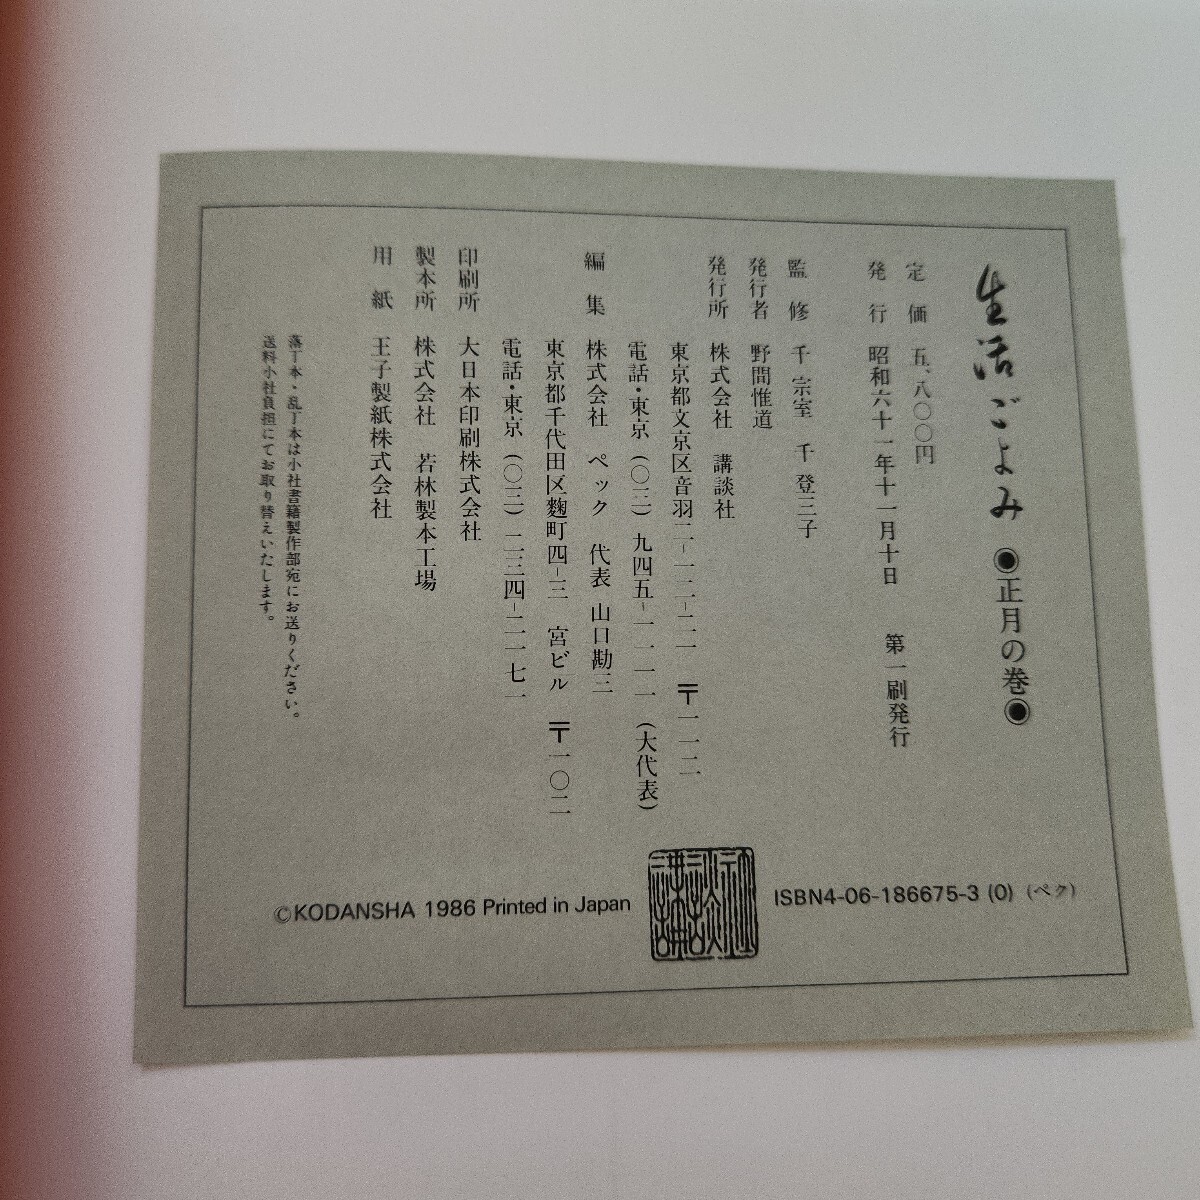 生活ごよみ ◉正月の巻◉
定価 五、八〇〇円
発行 昭和六十一年十一月十日 第一刷発行
監修 千 宗室 千 登三子
発行者 野間惟道
発行所 株式会社 講談社
東京都文京区音羽二-一二-二一 〒一一二
電話・東京(〇三)九四五-一一一一(大代表)
編集 株式会社 ペック 代表 山口勘三
東京都千代田区麴町四-三 宮ビル 〒一〇二
電話・東京(〇三)二三四-二一七一
印刷所 大日本印刷株式会社
製本所 株式会社 若林製本工場
用紙 王子製紙株式会社
落丁本・乱丁本は小社書籍製作部宛にお送りください。
送料小社負担にてお取り替えいたします。
©KODANSHA 1986 Printed in Japan
講談社
ISBN4-06-186675-3 (0) (ペク)